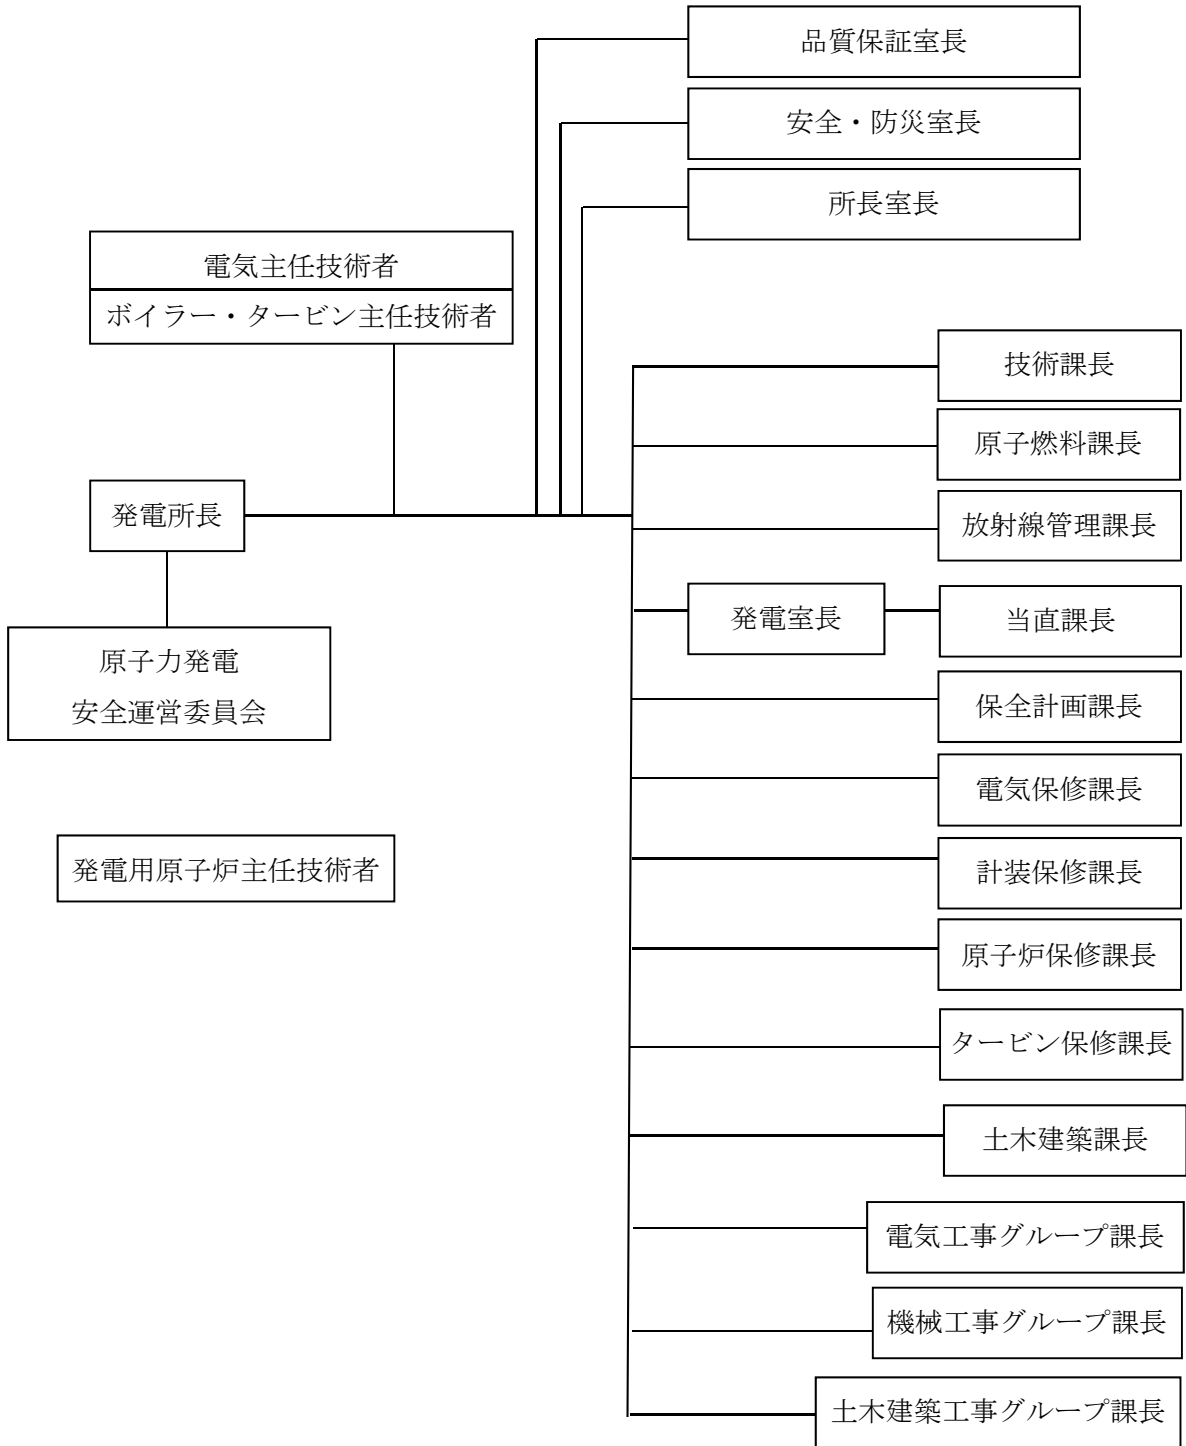 品質保証室長
安全・防災室長
所長室長
電気主任技術者
ボイラー・タービン主任技術者
技術課長
原子燃料課長
発電所長
放射線管理課長
発電室長
当直課長
原子力発電
安全運営委員会
保全計画課長
電気保修課長
発電用原子炉主任技術者
計装保修課長
原子炉保修課長
タービン保修課長
土木建築課長
電気工事グループ課長
機械工事グループ課長
土木建築工事グループ課長